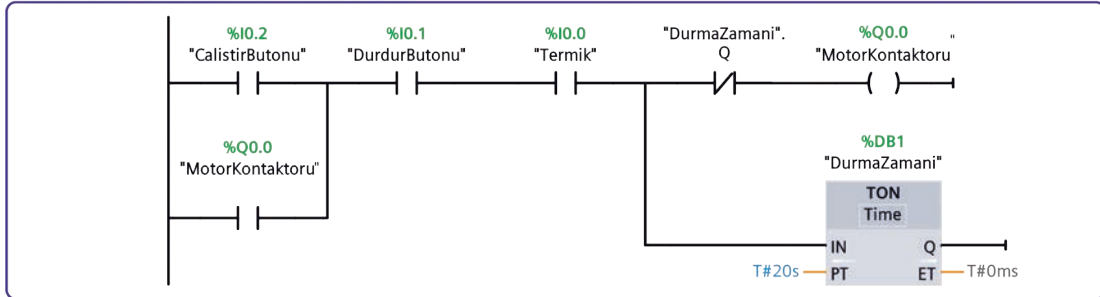 %I0.2
"CalistirButonu"
%I0.1
"DurdurButonu"
%I0.0
"Termik"
"DurmaZamani".
Q
%Q0.0
"MotorKontaktoru"
%Q0.0
"MotorKontaktoru"
%DB1
"DurmaZamani"
TON
Time
IN
Q
T#20s
PT
ET
T#0ms